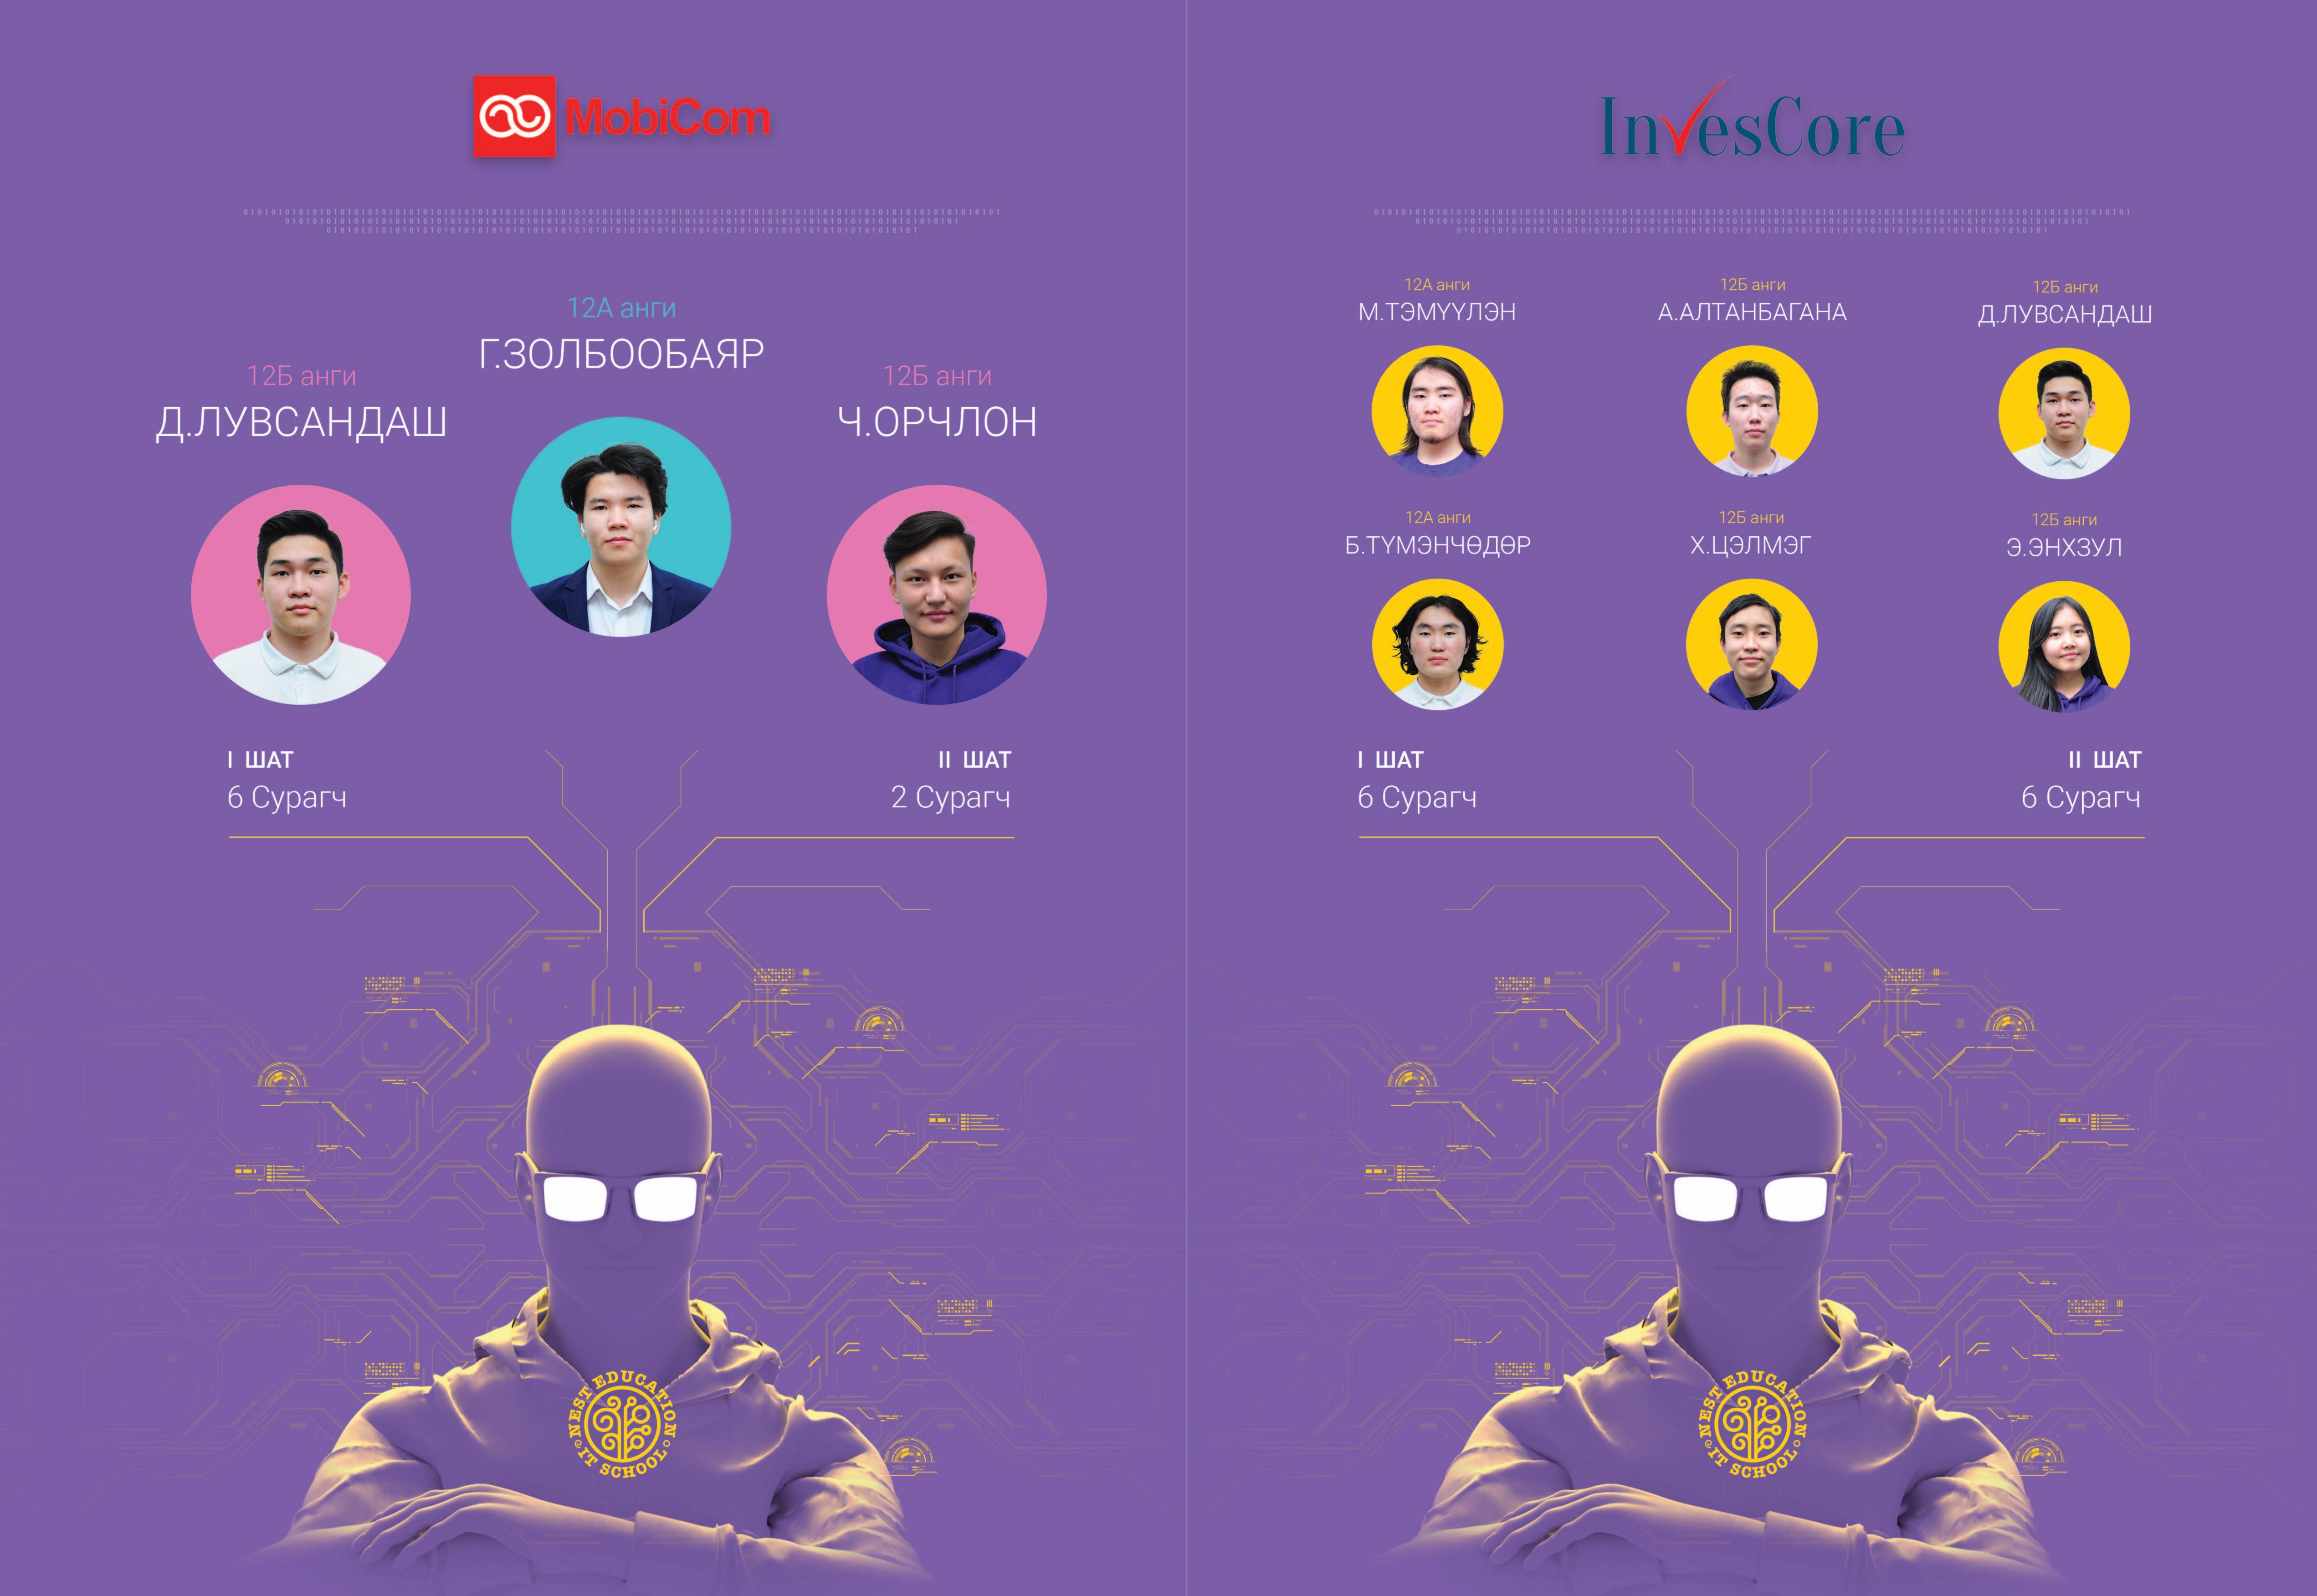 MobiCom
12А анги
Г.ЗОЛБООБАЯР
12Б анги
Д.ЛУВСАНДАШ
12Б анги
Ч.ОРЧЛОН
I ШАТ
6 Сурагч
II ШАТ
2 Сурагч
NEST EDUCATION
IT SCHOOL
InvesCore
12А анги
М.ТЭМҮҮЛЭН
12Б анги
А.АЛТАНБАГАНА
12Б анги
Д.ЛУВСАНДАШ
12А анги
Б.ТҮМЭНЧӨДӨР
12Б анги
Х.ЦЭЛМЭГ
12Б анги
Э.ЭНХЗУЛ
I ШАТ
6 Сурагч
II ШАТ
6 Сурагч
NEST EDUCATION
IT SCHOOL